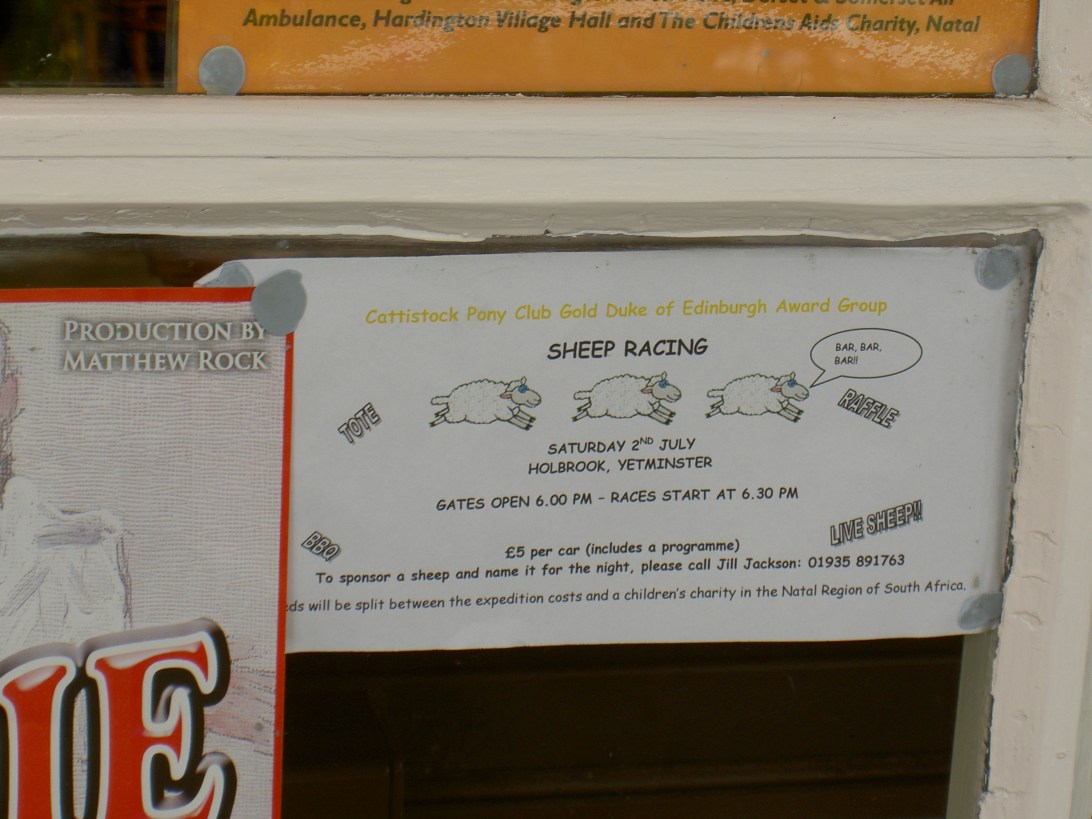 Ambulance, Hardington Village Hall and The Childrens Aids Charity, Natal
PRODUCTION BY
MATTHEW ROCK
IE
Cattistock Pony Club Gold Duke of Edinburgh Award Group
SHEEP RACING
BAR, BAR,
BAR!!
TOTE
RAFFLE
SATURDAY 2ND JULY
HOLBROOK, YETMINSTER
GATES OPEN 6.00 PM – RACES START AT 6.30 PM
BBQ
LIVE SHEEP!!
£5 per car (includes a programme)
To sponsor a sheep and name it for the night, please call Jill Jackson: 01935 891763
eds will be split between the expedition costs and a children's charity in the Natal Region of South Africa.